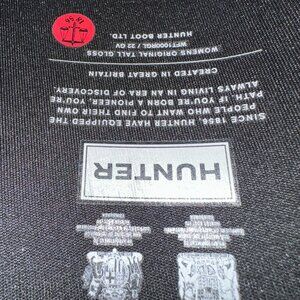 HUNTER
SINCE 1856, HUNTER HAVE EQUIPPED THE
PEOPLE WHO WANT TO FIND THEIR OWN
PATH. IF YOU'RE BORN A PIONEER, YOU'RE
ALWAYS LIVING IN AN ERA OF DISCOVERY.
CREATED IN GREAT BRITAIN
WOMENS ORIGINAL TALL GLOSS
HUNTER BOOT LTD.